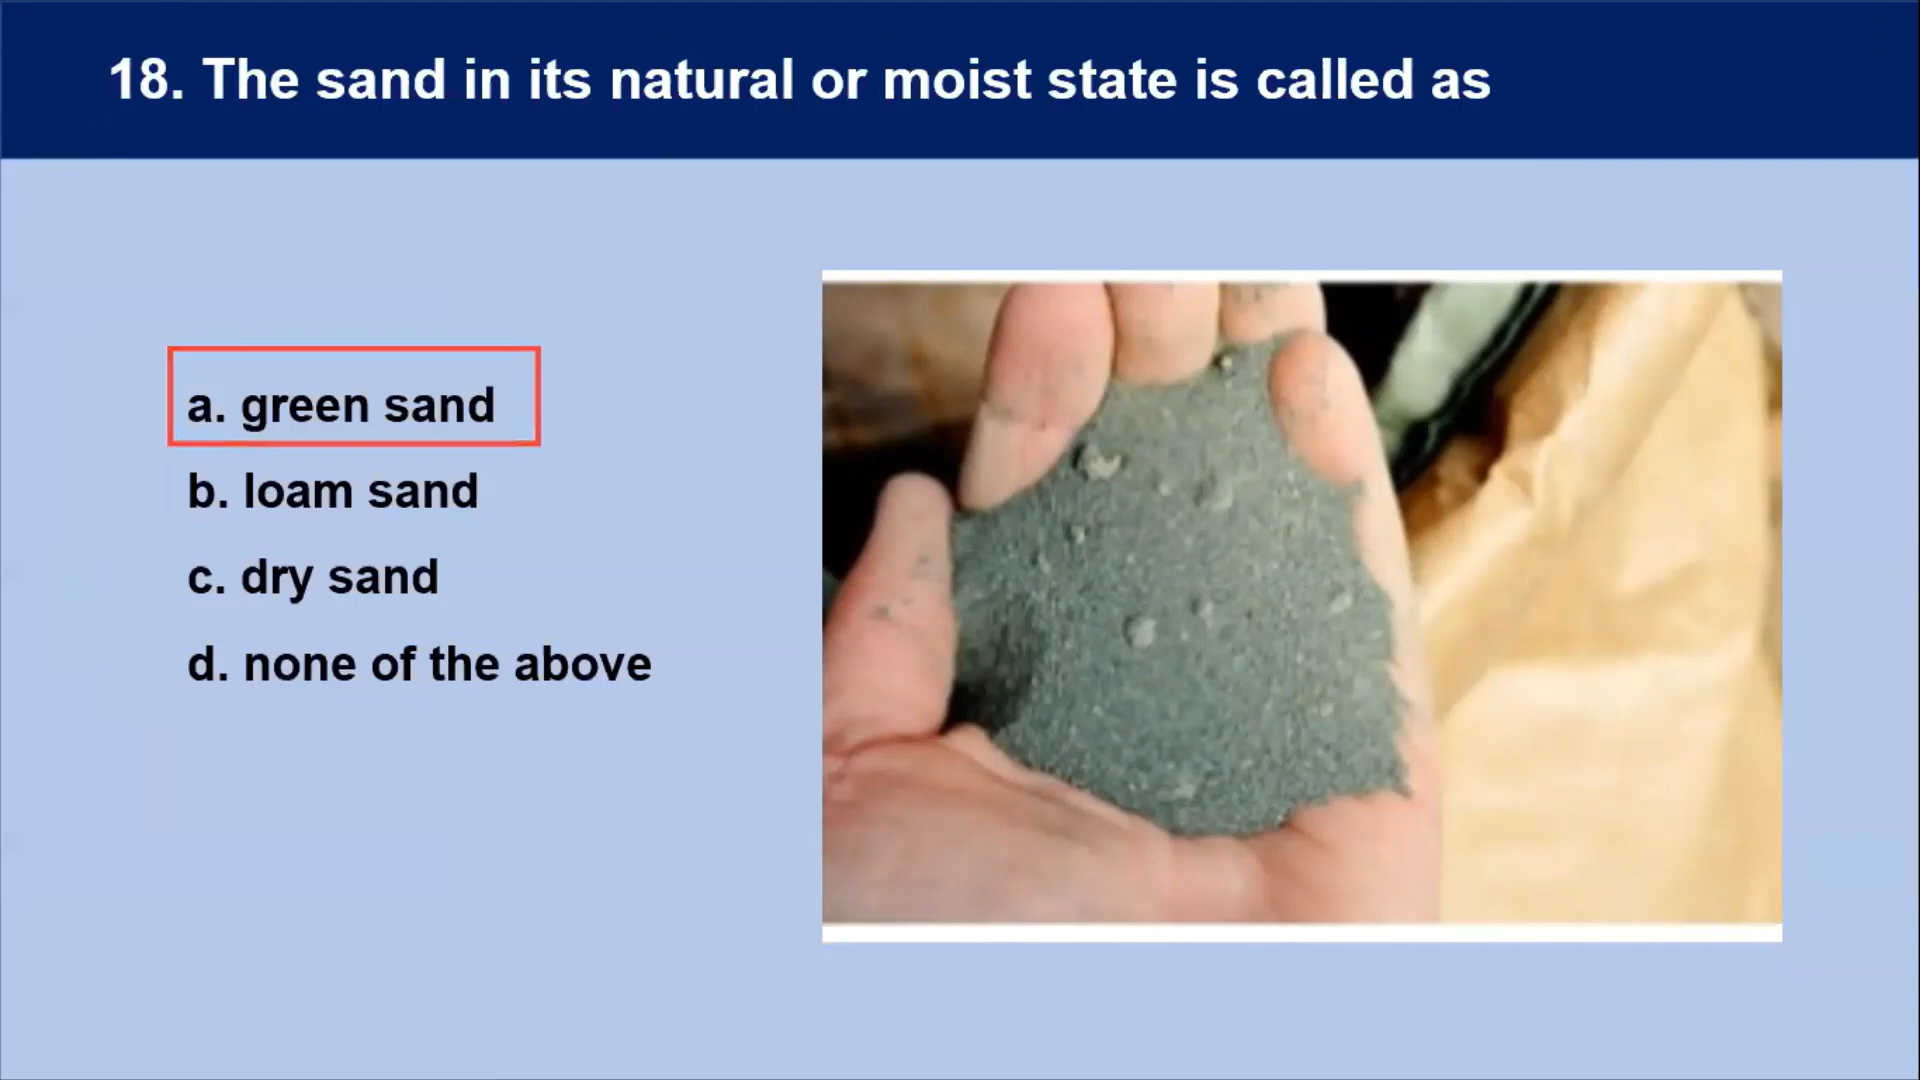 18. The sand in its natural or moist state is called as
a. green sand
b. loam sand
c. dry sand
d. none of the above